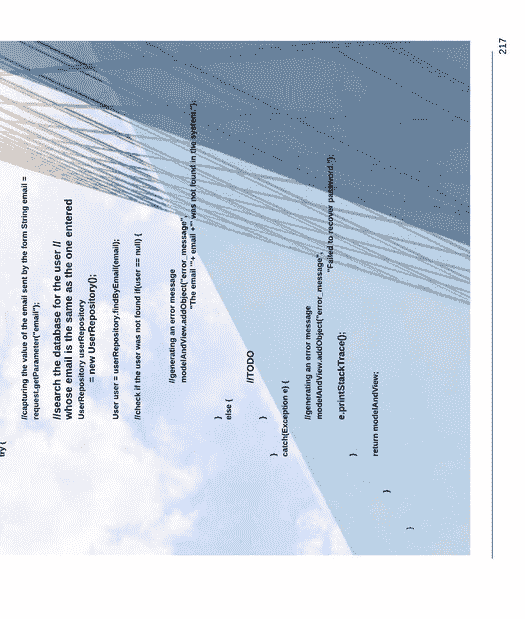 217
try {
//capturing the value of the email sent by the form String email =
request.getParameter("email");
//search the database for the user //
whose email is the same as the one entered
UserRepository userRepository
= new UserRepository();
User user = userRepository.findByEmail(email);
//check if the user was not found if(user == null) {
//generating an error message
modelAndView.addObject("error_message",
"The email '"+ email +"' was not found in the system.");
}
else {
//TODO
}
}
catch(Exception e) {
//generating an error message
modelAndView.addObject("error_message",
"Failed to recover password.");
e.printStackTrace();
}
return modelAndView;
}
}